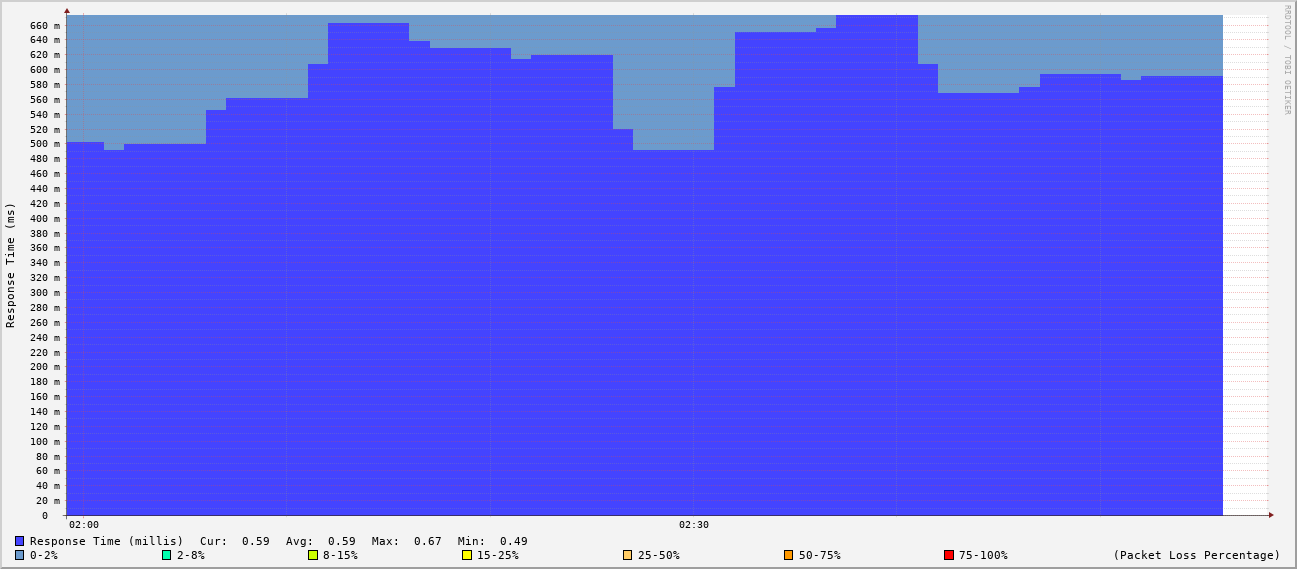 RRDTOOL / TOBI OETIKER
Response Time (ms)
660 m
640 m
620 m
600 m
580 m
560 m
540 m
520 m
500 m
480 m
460 m
440 m
420 m
400 m
380 m
360 m
340 m
320 m
300 m
280 m
260 m
240 m
220 m
200 m
180 m
160 m
140 m
120 m
100 m
80 m
60 m
40 m
20 m
0
02:00 02:30
Response Time (millis) Cur: 0.59 Avg: 0.59 Max: 0.67 Min: 0.49
0-2% 2-8% 8-15% 15-25% 25-50% 50-75% 75-100% (Packet Loss Percentage)